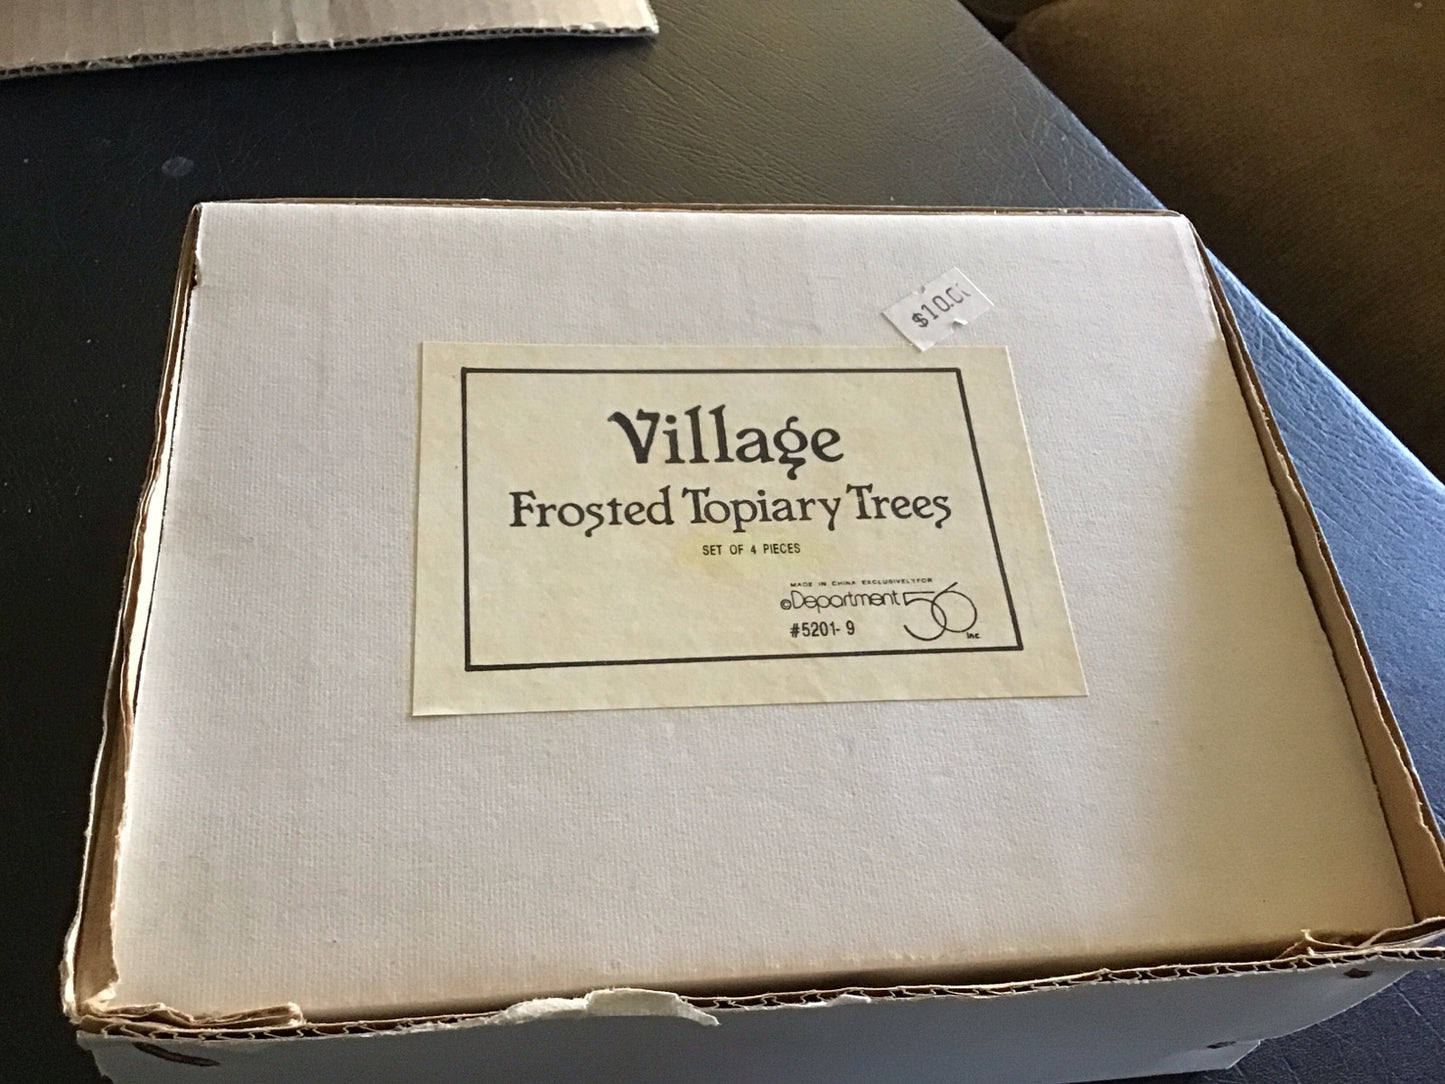 $10.0
Village
Frosted Topiary Trees
SET OF 4 PIECES
MADE IN CHINA EXCLUSIVELY FOR
©Department 56 Inc.
#5201-9